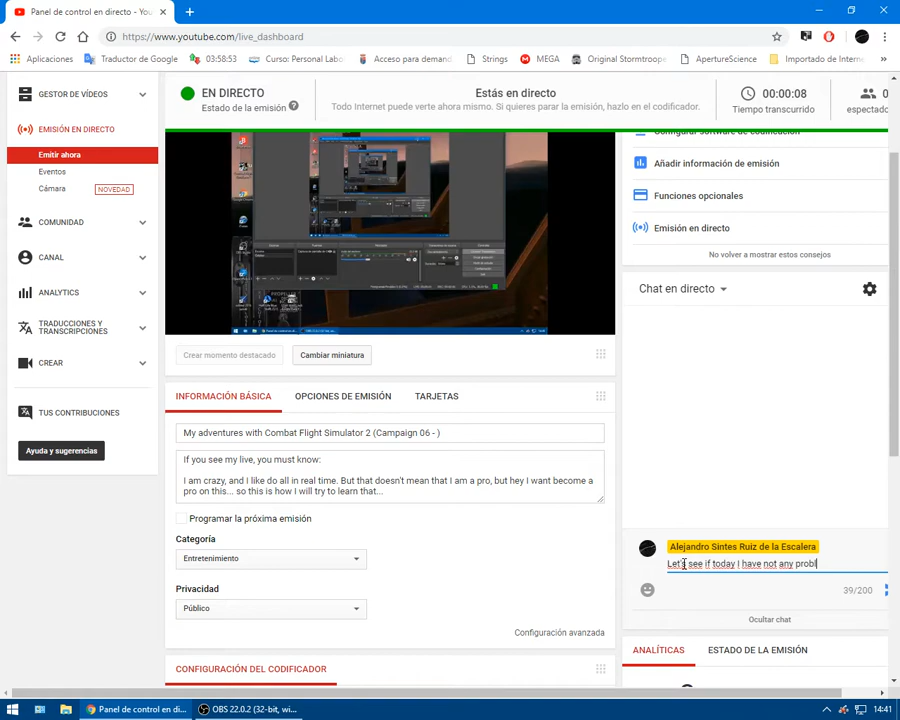 Panel de control en directo - You
https://www.youtube.com/live_dashboard
Aplicaciones
Traductor de Google
03:58:53
Curso: Personal Labo
Acceso para demand
Strings
MEGA
Original Stormtroope
ApertureScience
Importado de Interne
GESTOR DE VÍDEOS
EMISIÓN EN DIRECTO
Emitir ahora
Eventos
Cámara
NOVEDAD
COMUNIDAD
CANAL
ANALYTICS
TRADUCCIONES Y
TRANSCRIPCIONES
CREAR
TUS CONTRIBUCIONES
Ayuda y sugerencias
EN DIRECTO
Estado de la emisión
Estás en directo
Todo Internet puede verte ahora mismo. Si quieres parar la emisión, hazlo en el codificador.
00:00:08
Tiempo transcurrido
0
espectado
Crear momento destacado
Cambiar miniatura
INFORMACIÓN BÁSICA
OPCIONES DE EMISIÓN
TARJETAS
My adventures with Combat Flight Simulator 2 (Campaign 06 - )
If you see my live, you must know:
I am crazy, and I like do all in real time. But that doesn't mean that I am a pro, but hey I want become a
pro on this... so this is how I will try to learn that...
Programar la próxima emisión
Categoría
Entretenimiento
Privacidad
Público
Configuración avanzada
CONFIGURACIÓN DEL CODIFICADOR
Configurar software de codificación
Añadir información de emisión
Funciones opcionales
Emisión en directo
No volver a mostrar estos consejos
Chat en directo
Alejandro Sintes Ruiz de la Escalera
Let's see if today I have not any probl
39/200
Ocultar chat
ANALÍTICAS
ESTADO DE LA EMISIÓN
Panel de control en di...
OBS 22.0.2 (32-bit, wi...
14:41